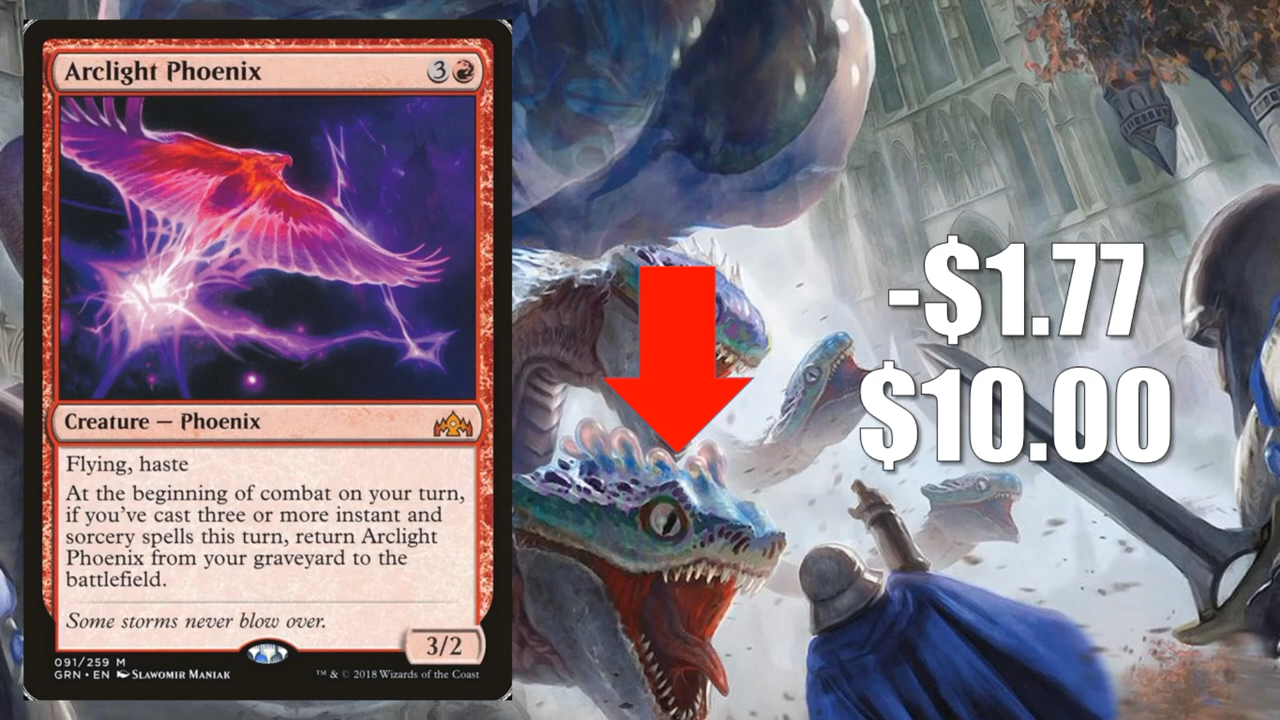 Arclight Phoenix 3
Creature — Phoenix
Flying, haste
At the beginning of combat on your turn,
if you've cast three or more instant and
sorcery spells this turn, return Arclight
Phoenix from your graveyard to the
battlefield.
Some storms never blow over.
3/2
091/259 M
GRN • EN SLAWOMIR MANIAK
™ & © 2018 Wizards of the Coast
-$1.77
$10.00